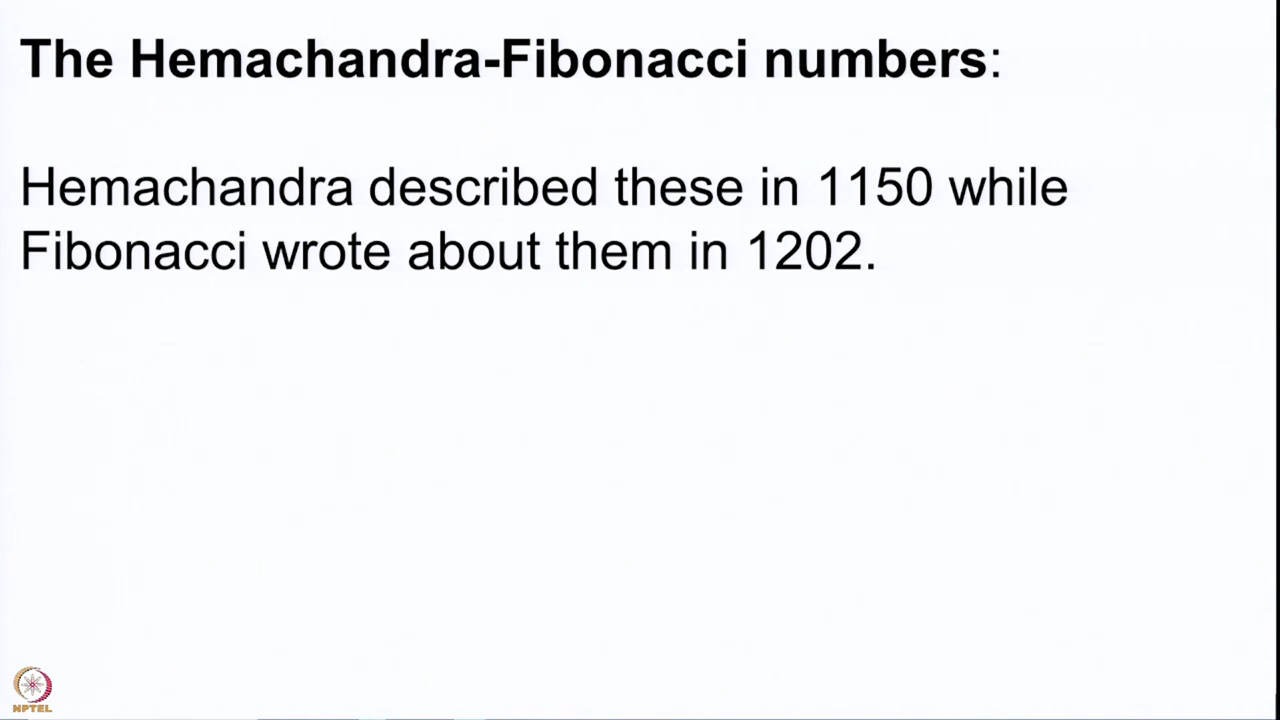 The Hemachandra-Fibonacci numbers:
Hemachandra described these in 1150 while
Fibonacci wrote about them in 1202.
NPTEL